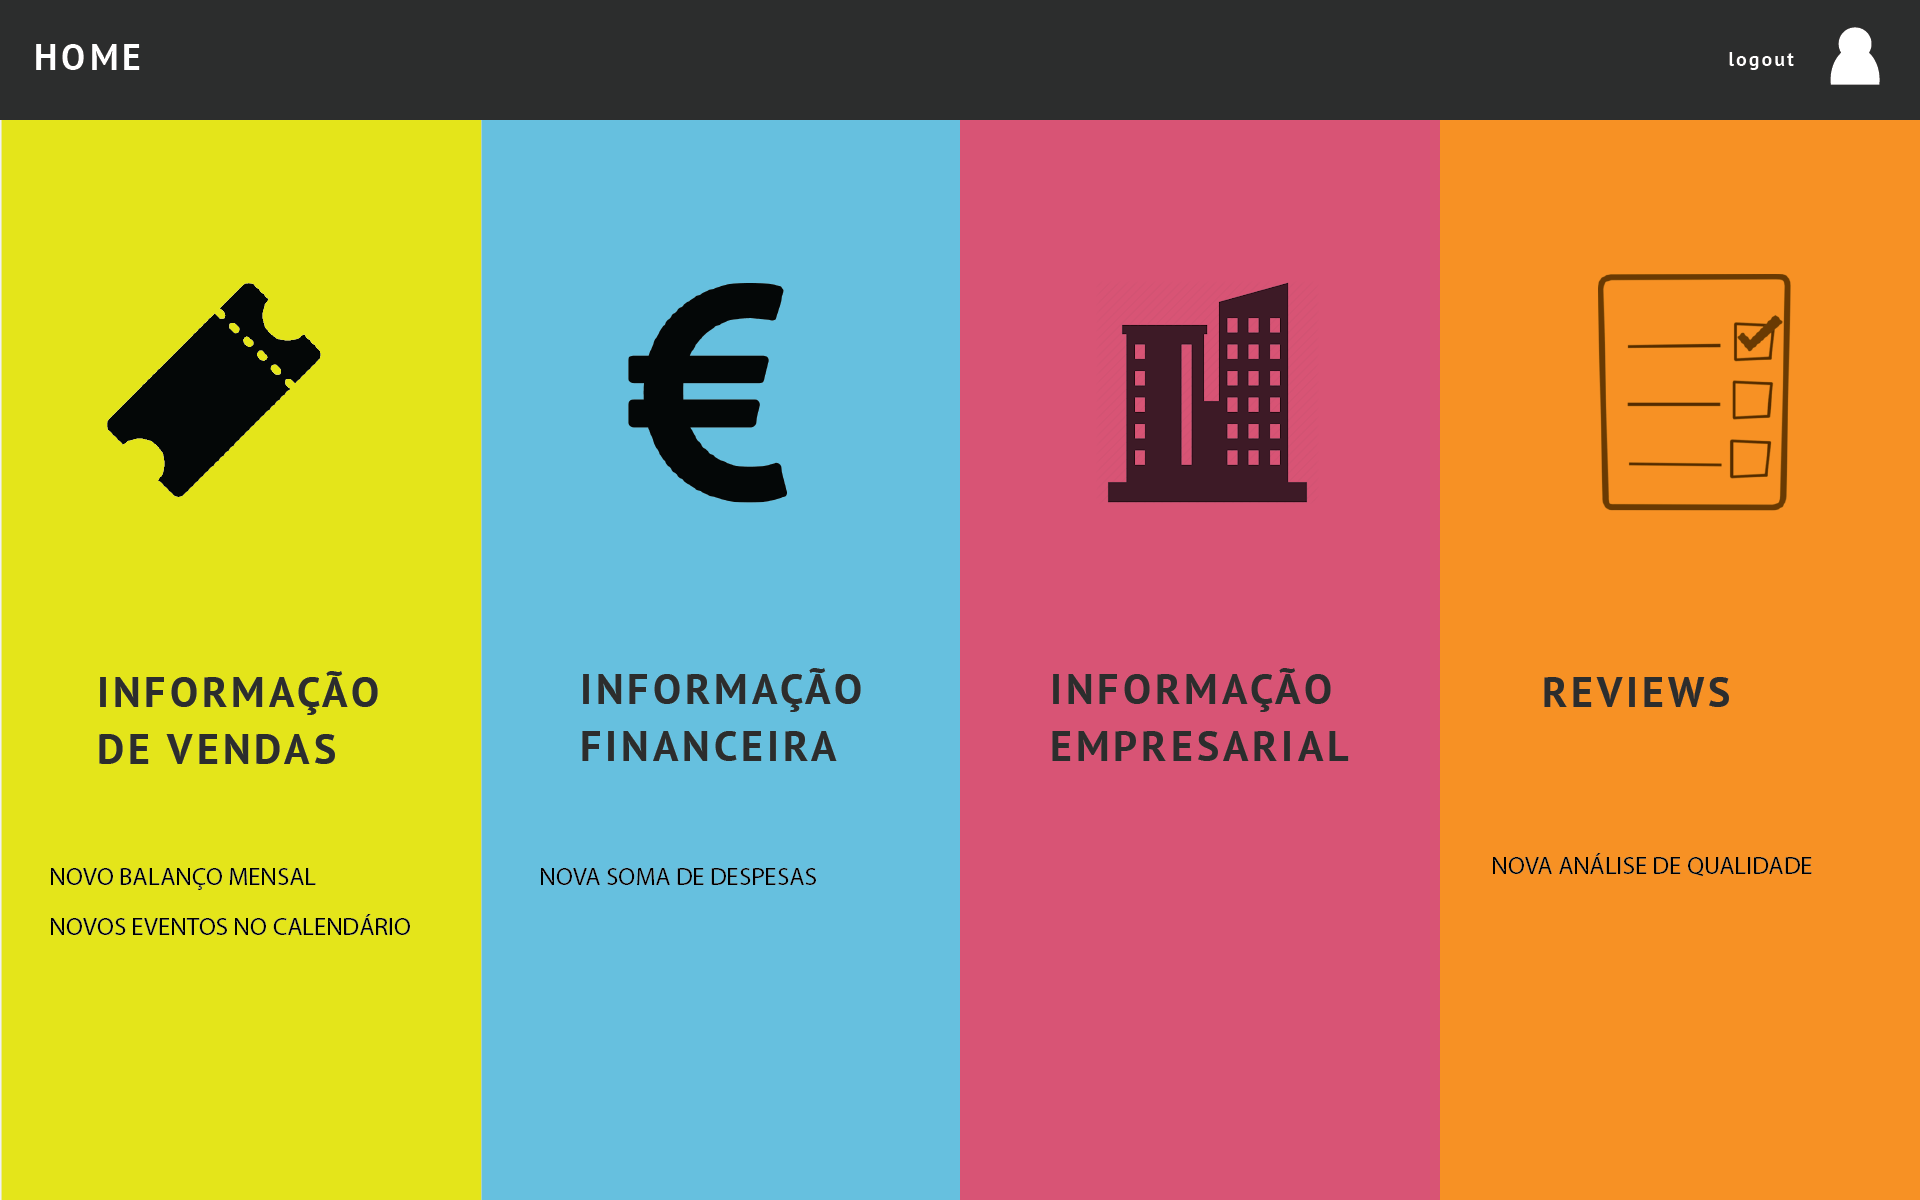 HOME
logout
INFORMAÇÃO
DE VENDAS
NOVO BALANÇO MENSAL
NOVOS EVENTOS NO CALENDÁRIO
INFORMAÇÃO
FINANCEIRA
NOVA SOMA DE DESPESAS
INFORMAÇÃO
EMPRESARIAL
REVIEWS
NOVA ANÁLISE DE QUALIDADE